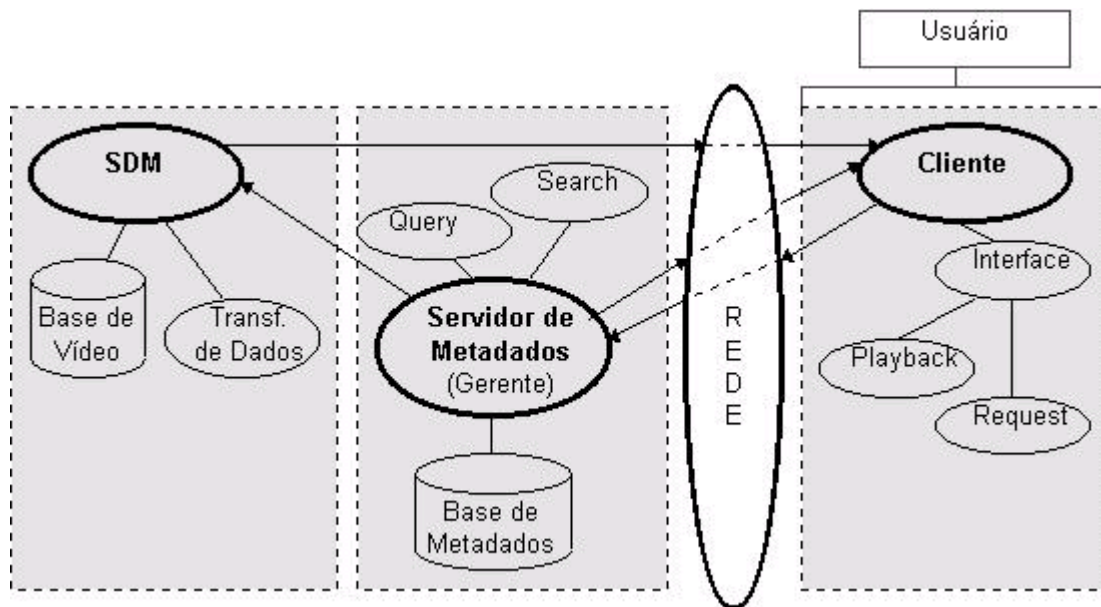 Usuário
SDM
Cliente
Search
Query
Interface
Base de
Vídeo
Transf.
de Dados
Servidor de
Metadados
(Gerente)
R
E
D
E
Playback
Request
Base de
Metadados